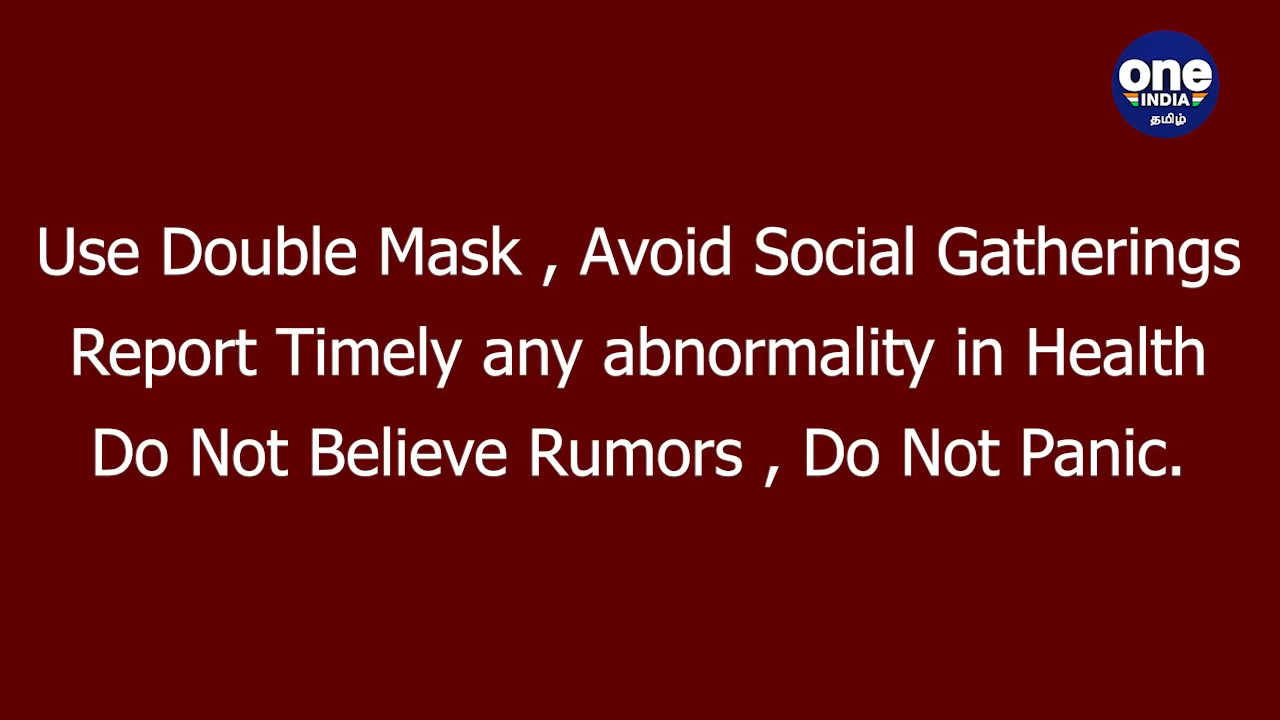 one
INDIA
தமிழ்
Use Double Mask , Avoid Social Gatherings
Report Timely any abnormality in Health
Do Not Believe Rumors , Do Not Panic.